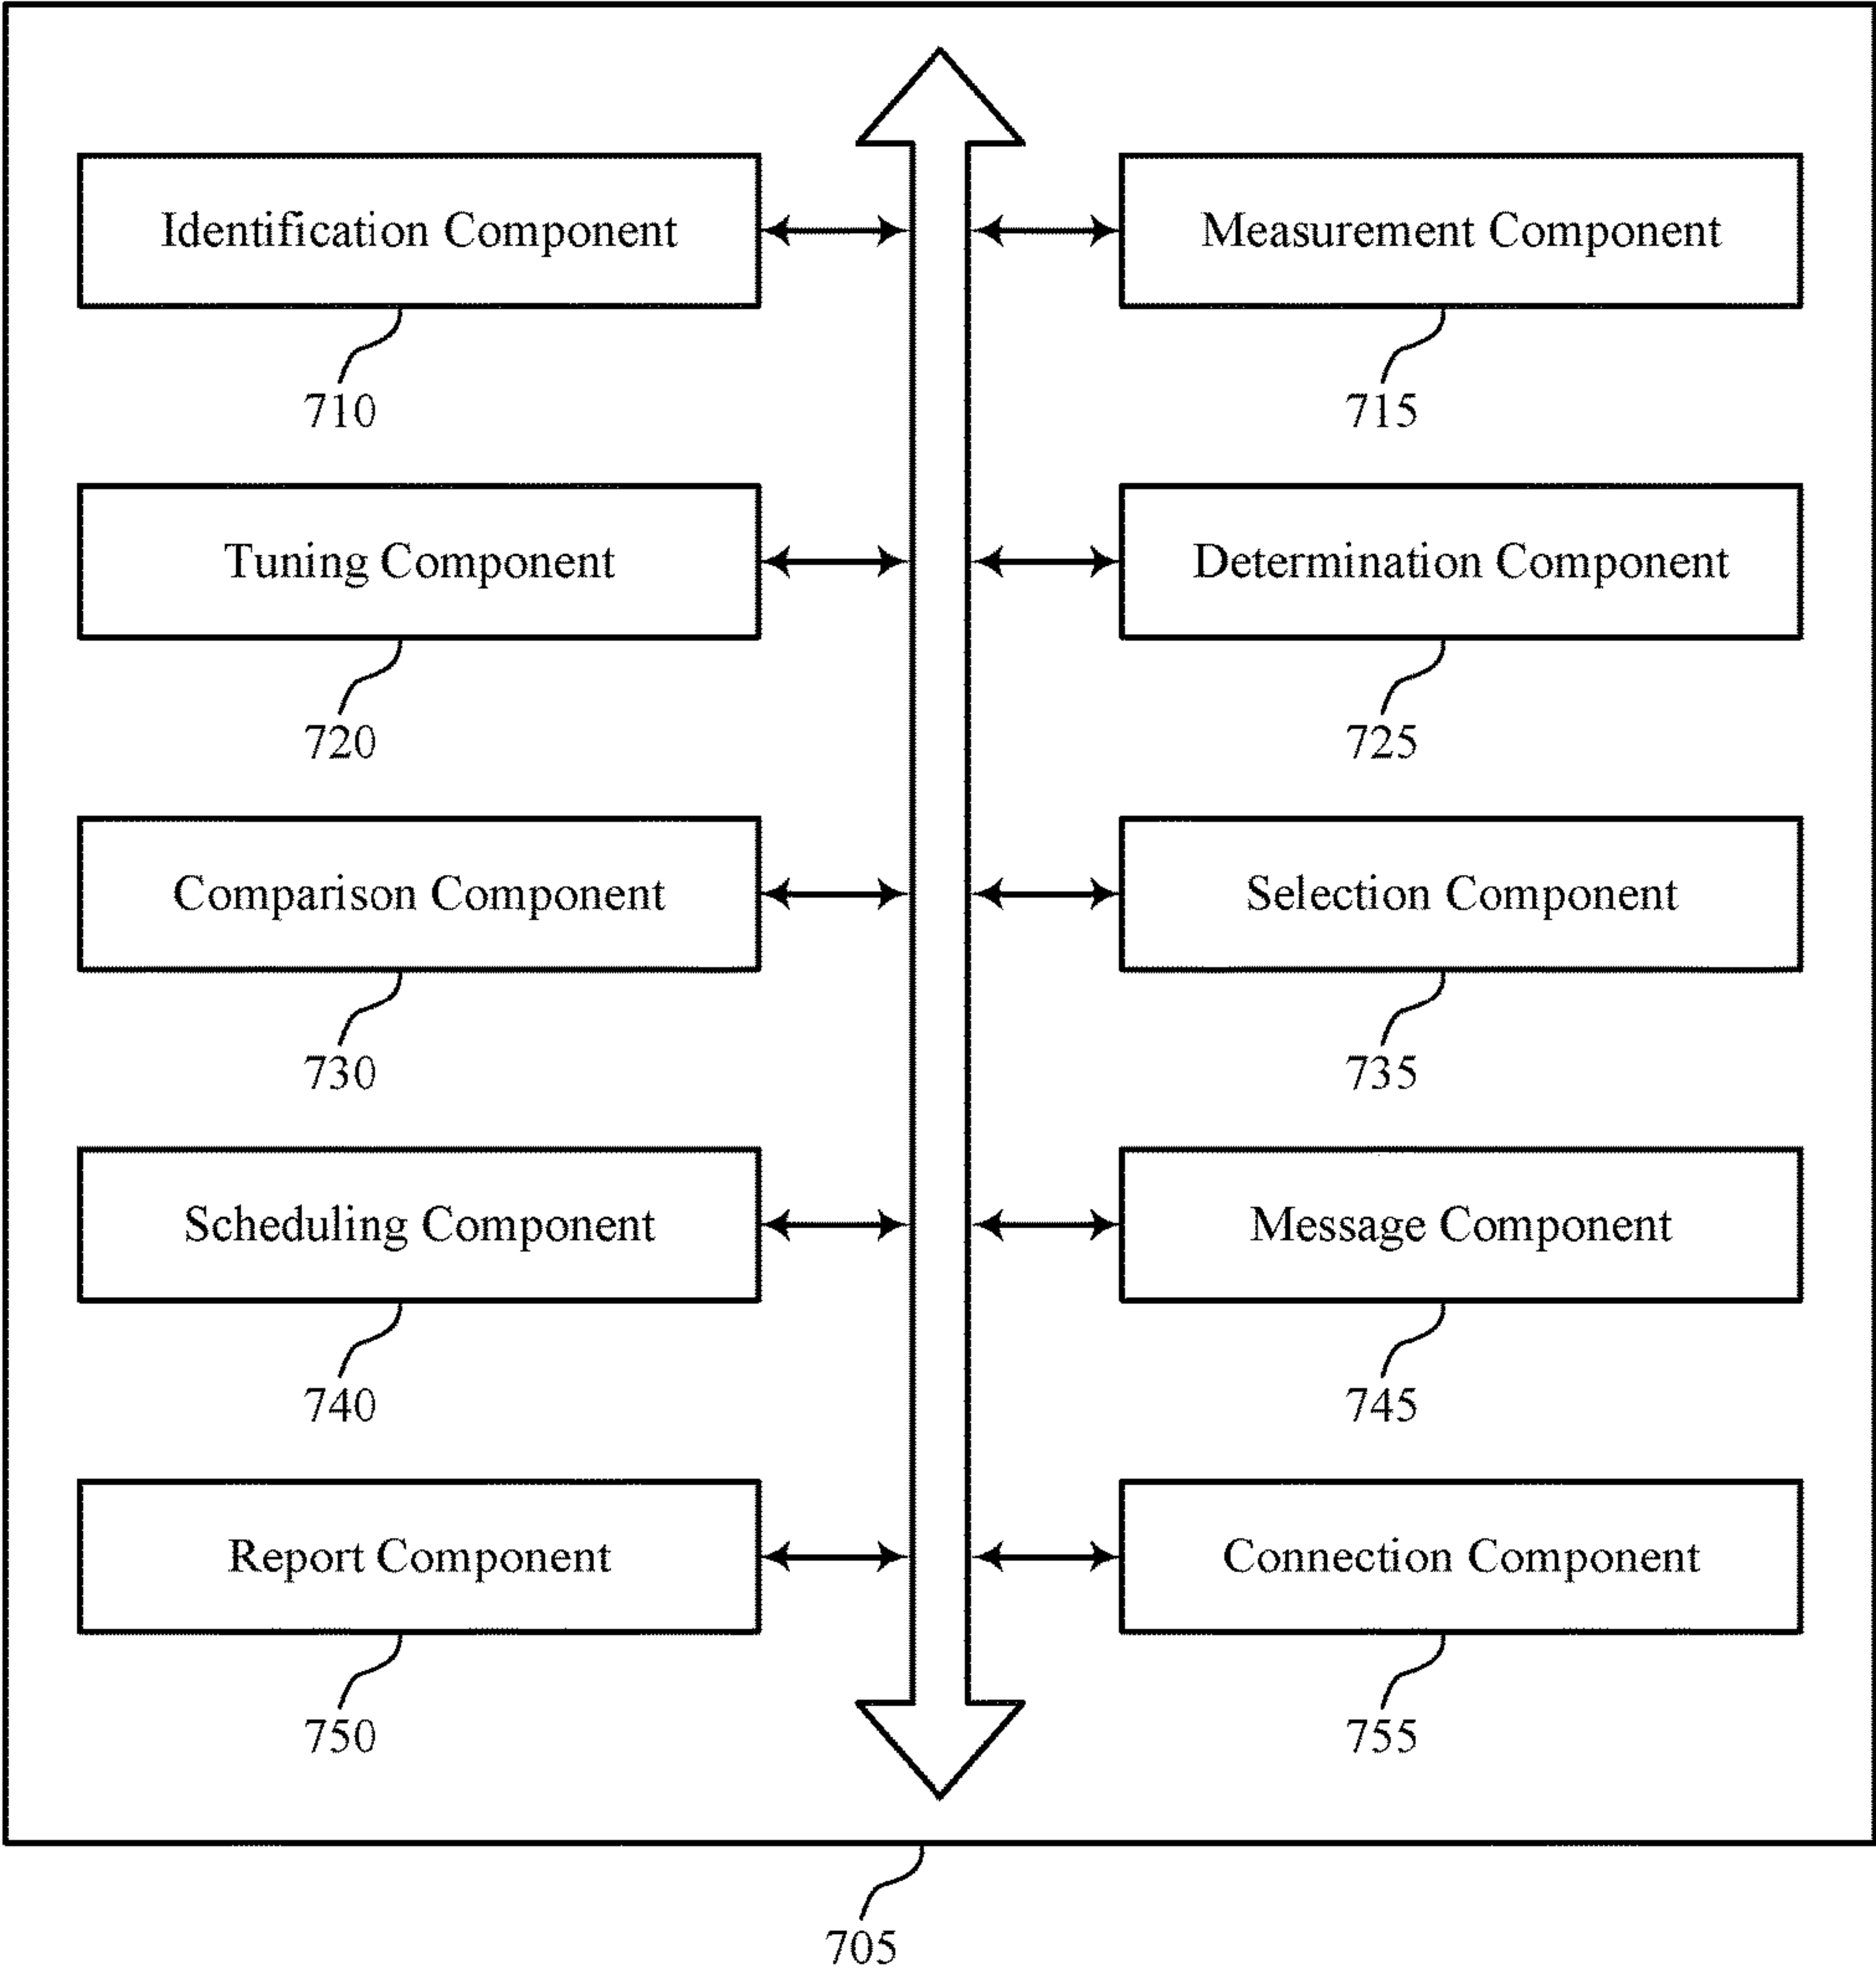 Identification Component
Measurement Component
710
715
Tuning Component
Determination Component
720
725
Comparison Component
Selection Component
730
735
Scheduling Component
Message Component
740
745
Report Component
Connection Component
750
755
705